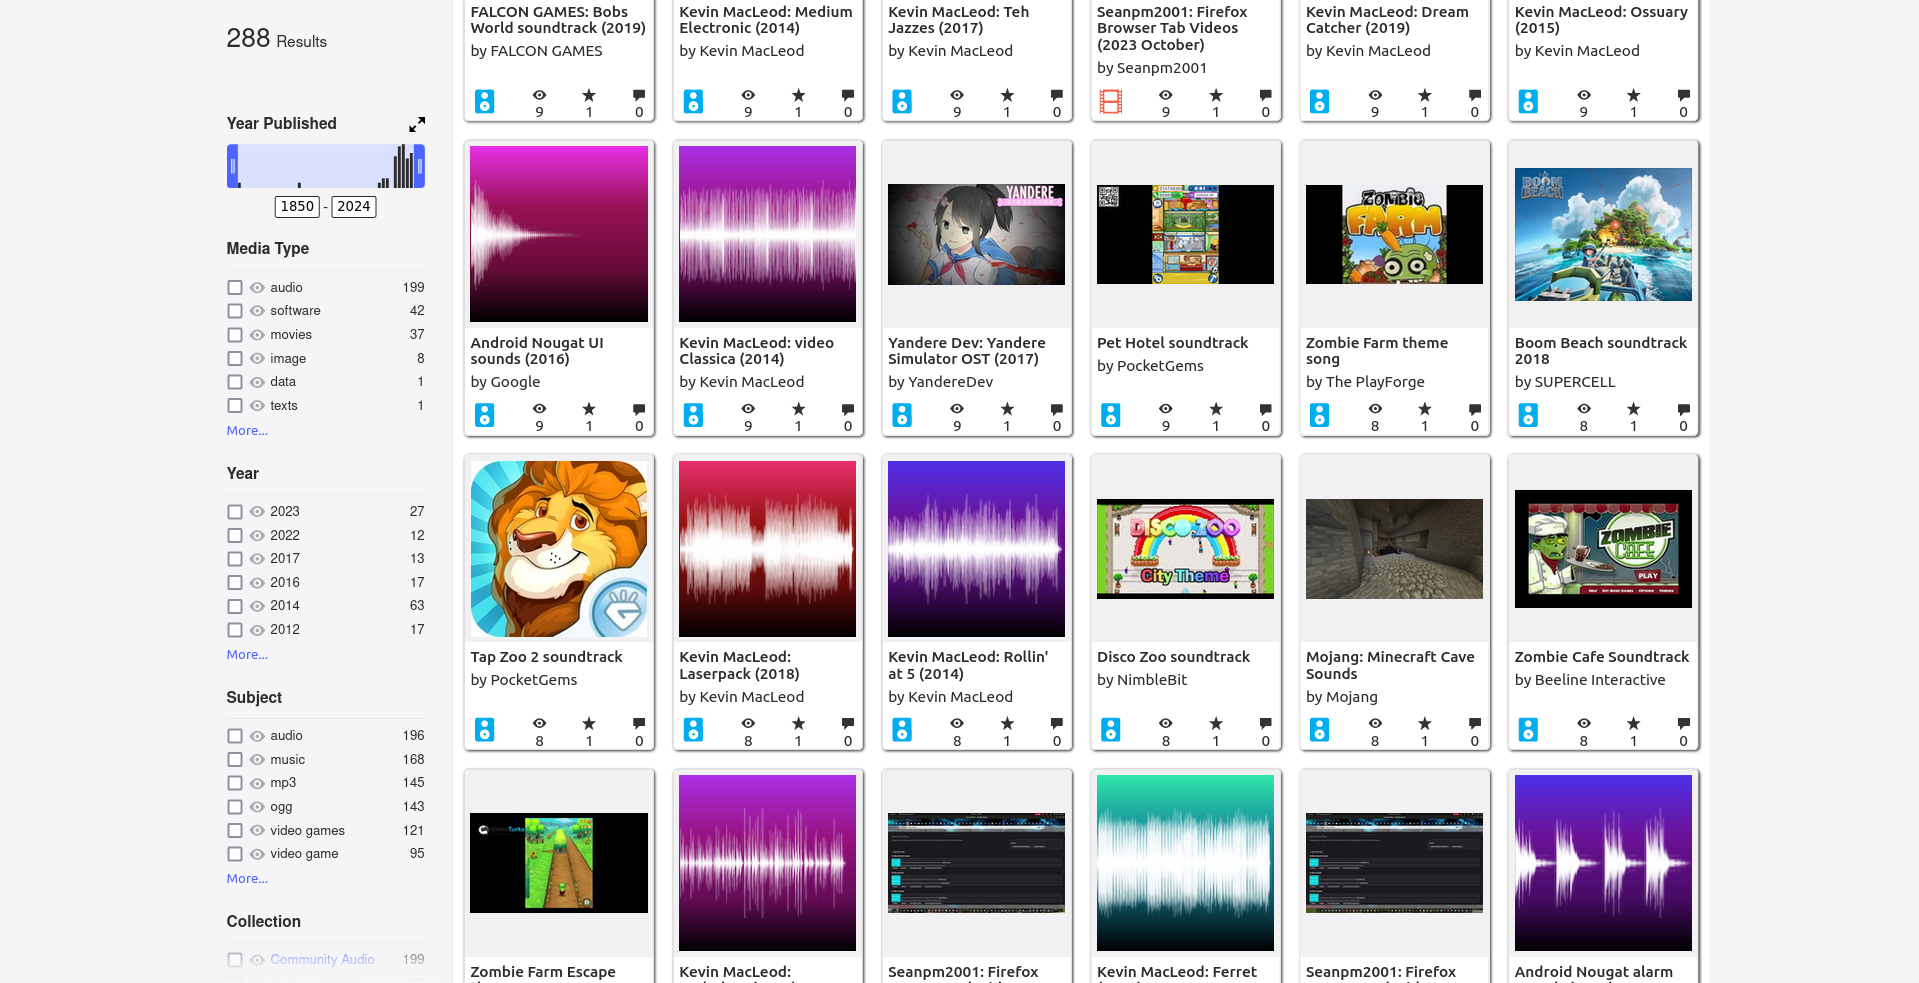 288 Results
Year Published
1850 - 2024
Media Type
audio 199
software 42
movies 37
image 8
data 1
texts 1
More...
Year
2023 27
2022 12
2017 13
2016 17
2014 63
2012 17
More...
Subject
audio 196
music 168
mp3 145
ogg 143
video games 121
video game 95
More...
Collection
Community Audio 199
FALCON GAMES: Bobs
World soundtrack (2019)
by FALCON GAMES
9 1 0
Kevin MacLeod: Medium
Electronic (2014)
by Kevin MacLeod
9 1 0
Kevin MacLeod: Teh
Jazzes (2017)
by Kevin MacLeod
9 1 0
Seanpm2001: Firefox
Browser Tab Videos
(2023 October)
by Seanpm2001
9 1 0
Kevin MacLeod: Dream
Catcher (2019)
by Kevin MacLeod
9 1 0
Kevin MacLeod: Ossuary
(2015)
by Kevin MacLeod
9 1 0
Android Nougat UI
sounds (2016)
by Google
9 1 0
Kevin MacLeod: video
Classica (2014)
by Kevin MacLeod
9 1 0
YANDERE
Yandere Dev: Yandere
Simulator OST (2017)
by YandereDev
9 1 0
Pet Hotel soundtrack
by PocketGems
9 1 0
ZOMBIE
FARM
Zombie Farm theme
song
by The PlayForge
8 1 0
BOOM
BEACH
Boom Beach soundtrack
2018
by SUPERCELL
8 1 0
Tap Zoo 2 soundtrack
by PocketGems
8 1 0
Kevin MacLeod:
Laserpack (2018)
by Kevin MacLeod
8 1 0
Kevin MacLeod: Rollin'
at 5 (2014)
by Kevin MacLeod
8 1 0
DISCO ZOO
City Theme
Disco Zoo soundtrack
by NimbleBit
8 1 0
Mojang: Minecraft Cave
Sounds
by Mojang
8 1 0
ZOMBIE
CAFE
PLAY
Zombie Cafe Soundtrack
by Beeline Interactive
8 1 0
Zombie Farm Escape
Kevin MacLeod:
Seanpm2001: Firefox
Kevin MacLeod: Ferret
Seanpm2001: Firefox
Android Nougat alarm